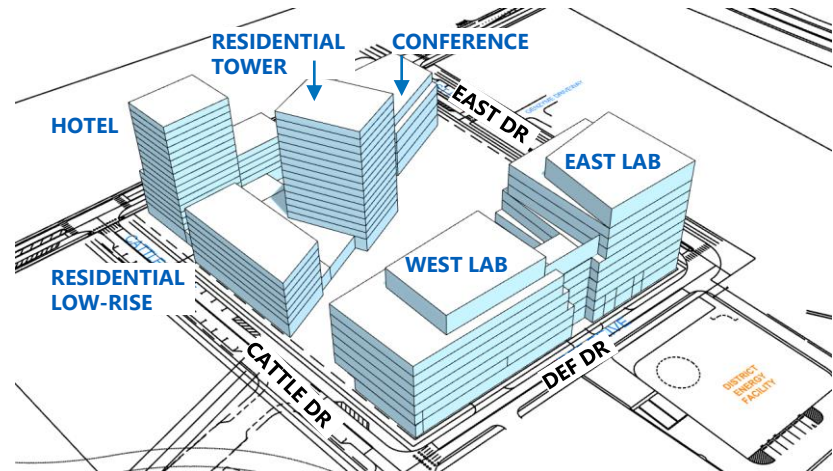 RESIDENTIAL
TOWER
CONFERENCE
HOTEL
EAST DR
EAST LAB
RESIDENTIAL
LOW-RISE
WEST LAB
CATTLE DR
DEF DR
DISTRICT
ENERGY
FACILITY